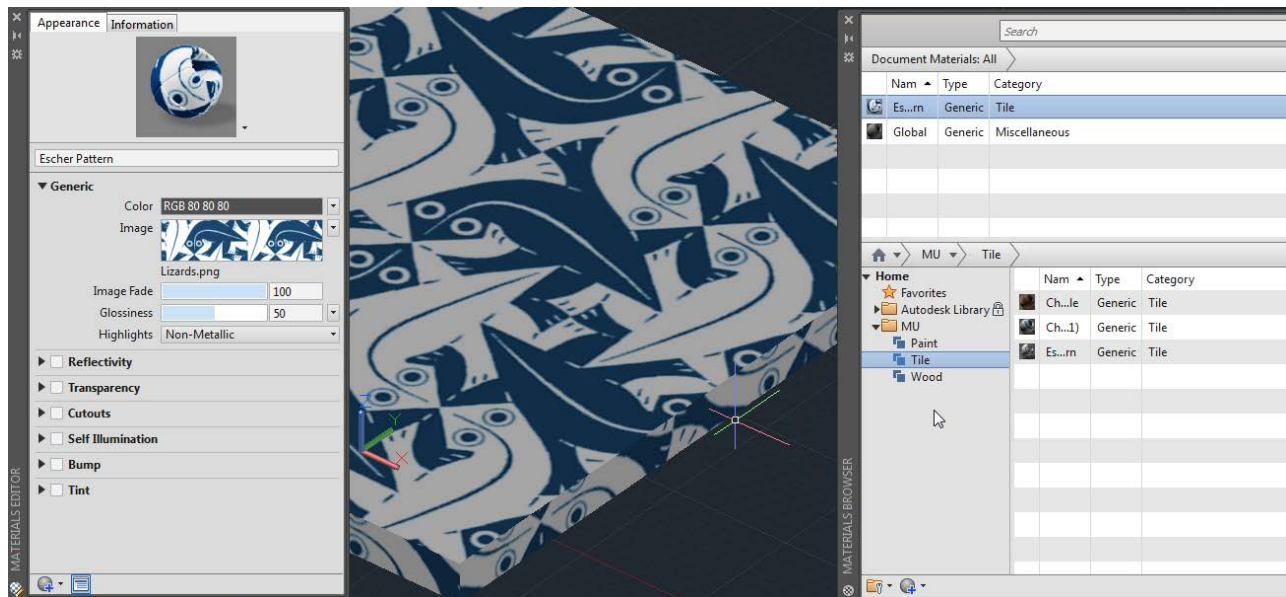 Appearance
Information
Escher Pattern
Generic
Color RGB 80 80 80
Image
Lizards.png
Image Fade 100
Glossiness 50
Highlights Non-Metallic
Reflectivity
Transparency
Cutouts
Self Illumination
Bump
Tint
MATERIALS EDITOR
X
Y
Z
Search
Document Materials: All
Nam Type Category
Es...rn Generic Tile
Global Generic Miscellaneous
MU Tile
Home
Favorites
Autodesk Library
MU
Paint
Tile
Wood
Nam Type Category
Ch...le Generic Tile
Ch...1) Generic Tile
Es...rn Generic Tile
MATERIALS BROWSER